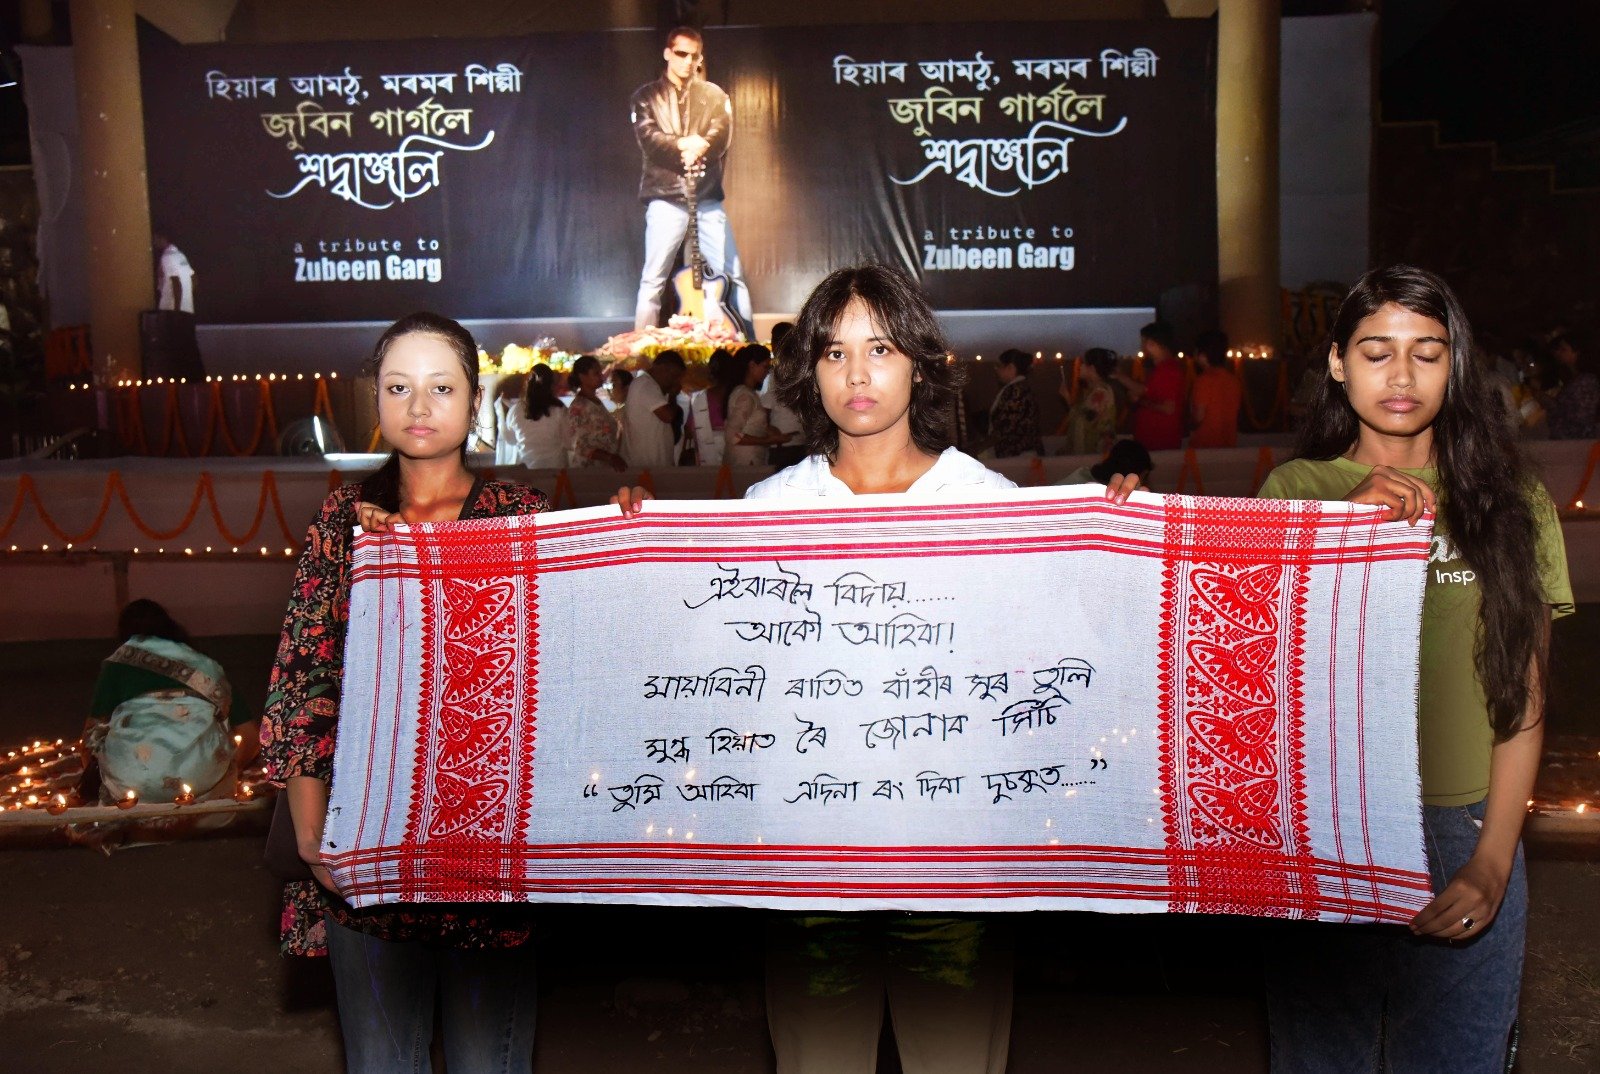 হিয়াৰ আমঠু, মৰমৰ শিল্পী
জুবিন গাৰ্গলৈ
শ্ৰদ্ধাঞ্জলি
a tribute to
Zubeen Garg
হিয়াৰ আমঠু, মৰমৰ শিল্পী
জুবিন গাৰ্গলৈ
শ্ৰদ্ধাঞ্জলি
a tribute to
Zubeen Garg
এইবাৰলৈ বিদায়.......
আকৌ আহিবা!
মায়াবিনী ৰাতিত বাঁহীৰ সুৰ তুলি
মুগ্ধ হিয়াত ৰৈ জোনাক সিঁচি
“তুমি আহিবা এদিনা ৰং দিবা দুচকুত......”
Insp